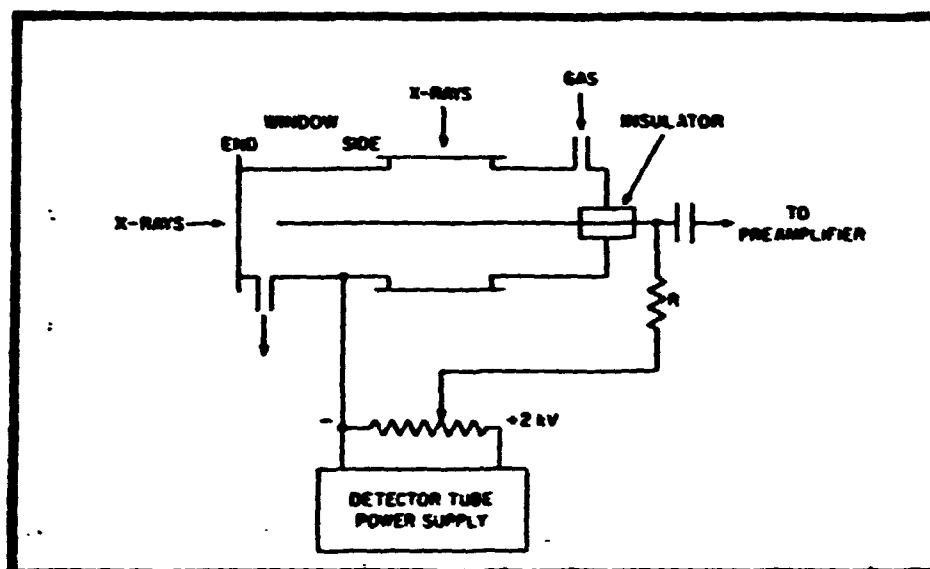 GAS
X-RAYS
WINDOW
INSULATOR
END
SIDE
X-RAYS
TO
PREAMPLIFIER
R
-
+2 kV
DETECTOR TUBE
POWER SUPPLY